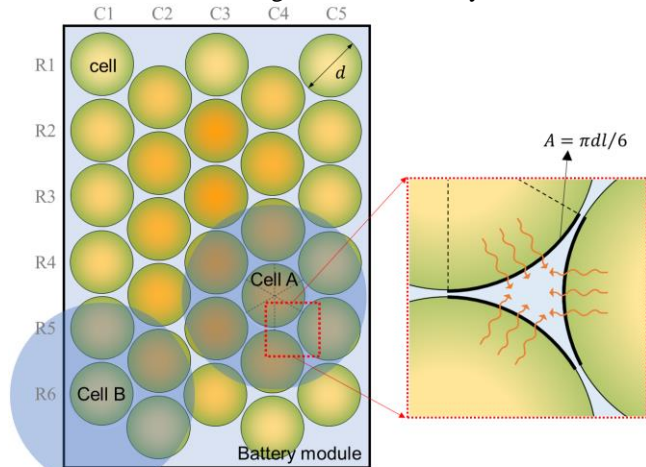 C1 C2 C3 C4 C5
R1
cell
d
R2
A = πdl/6
R3
R4
Cell A
R5
R6
Cell B
Battery module